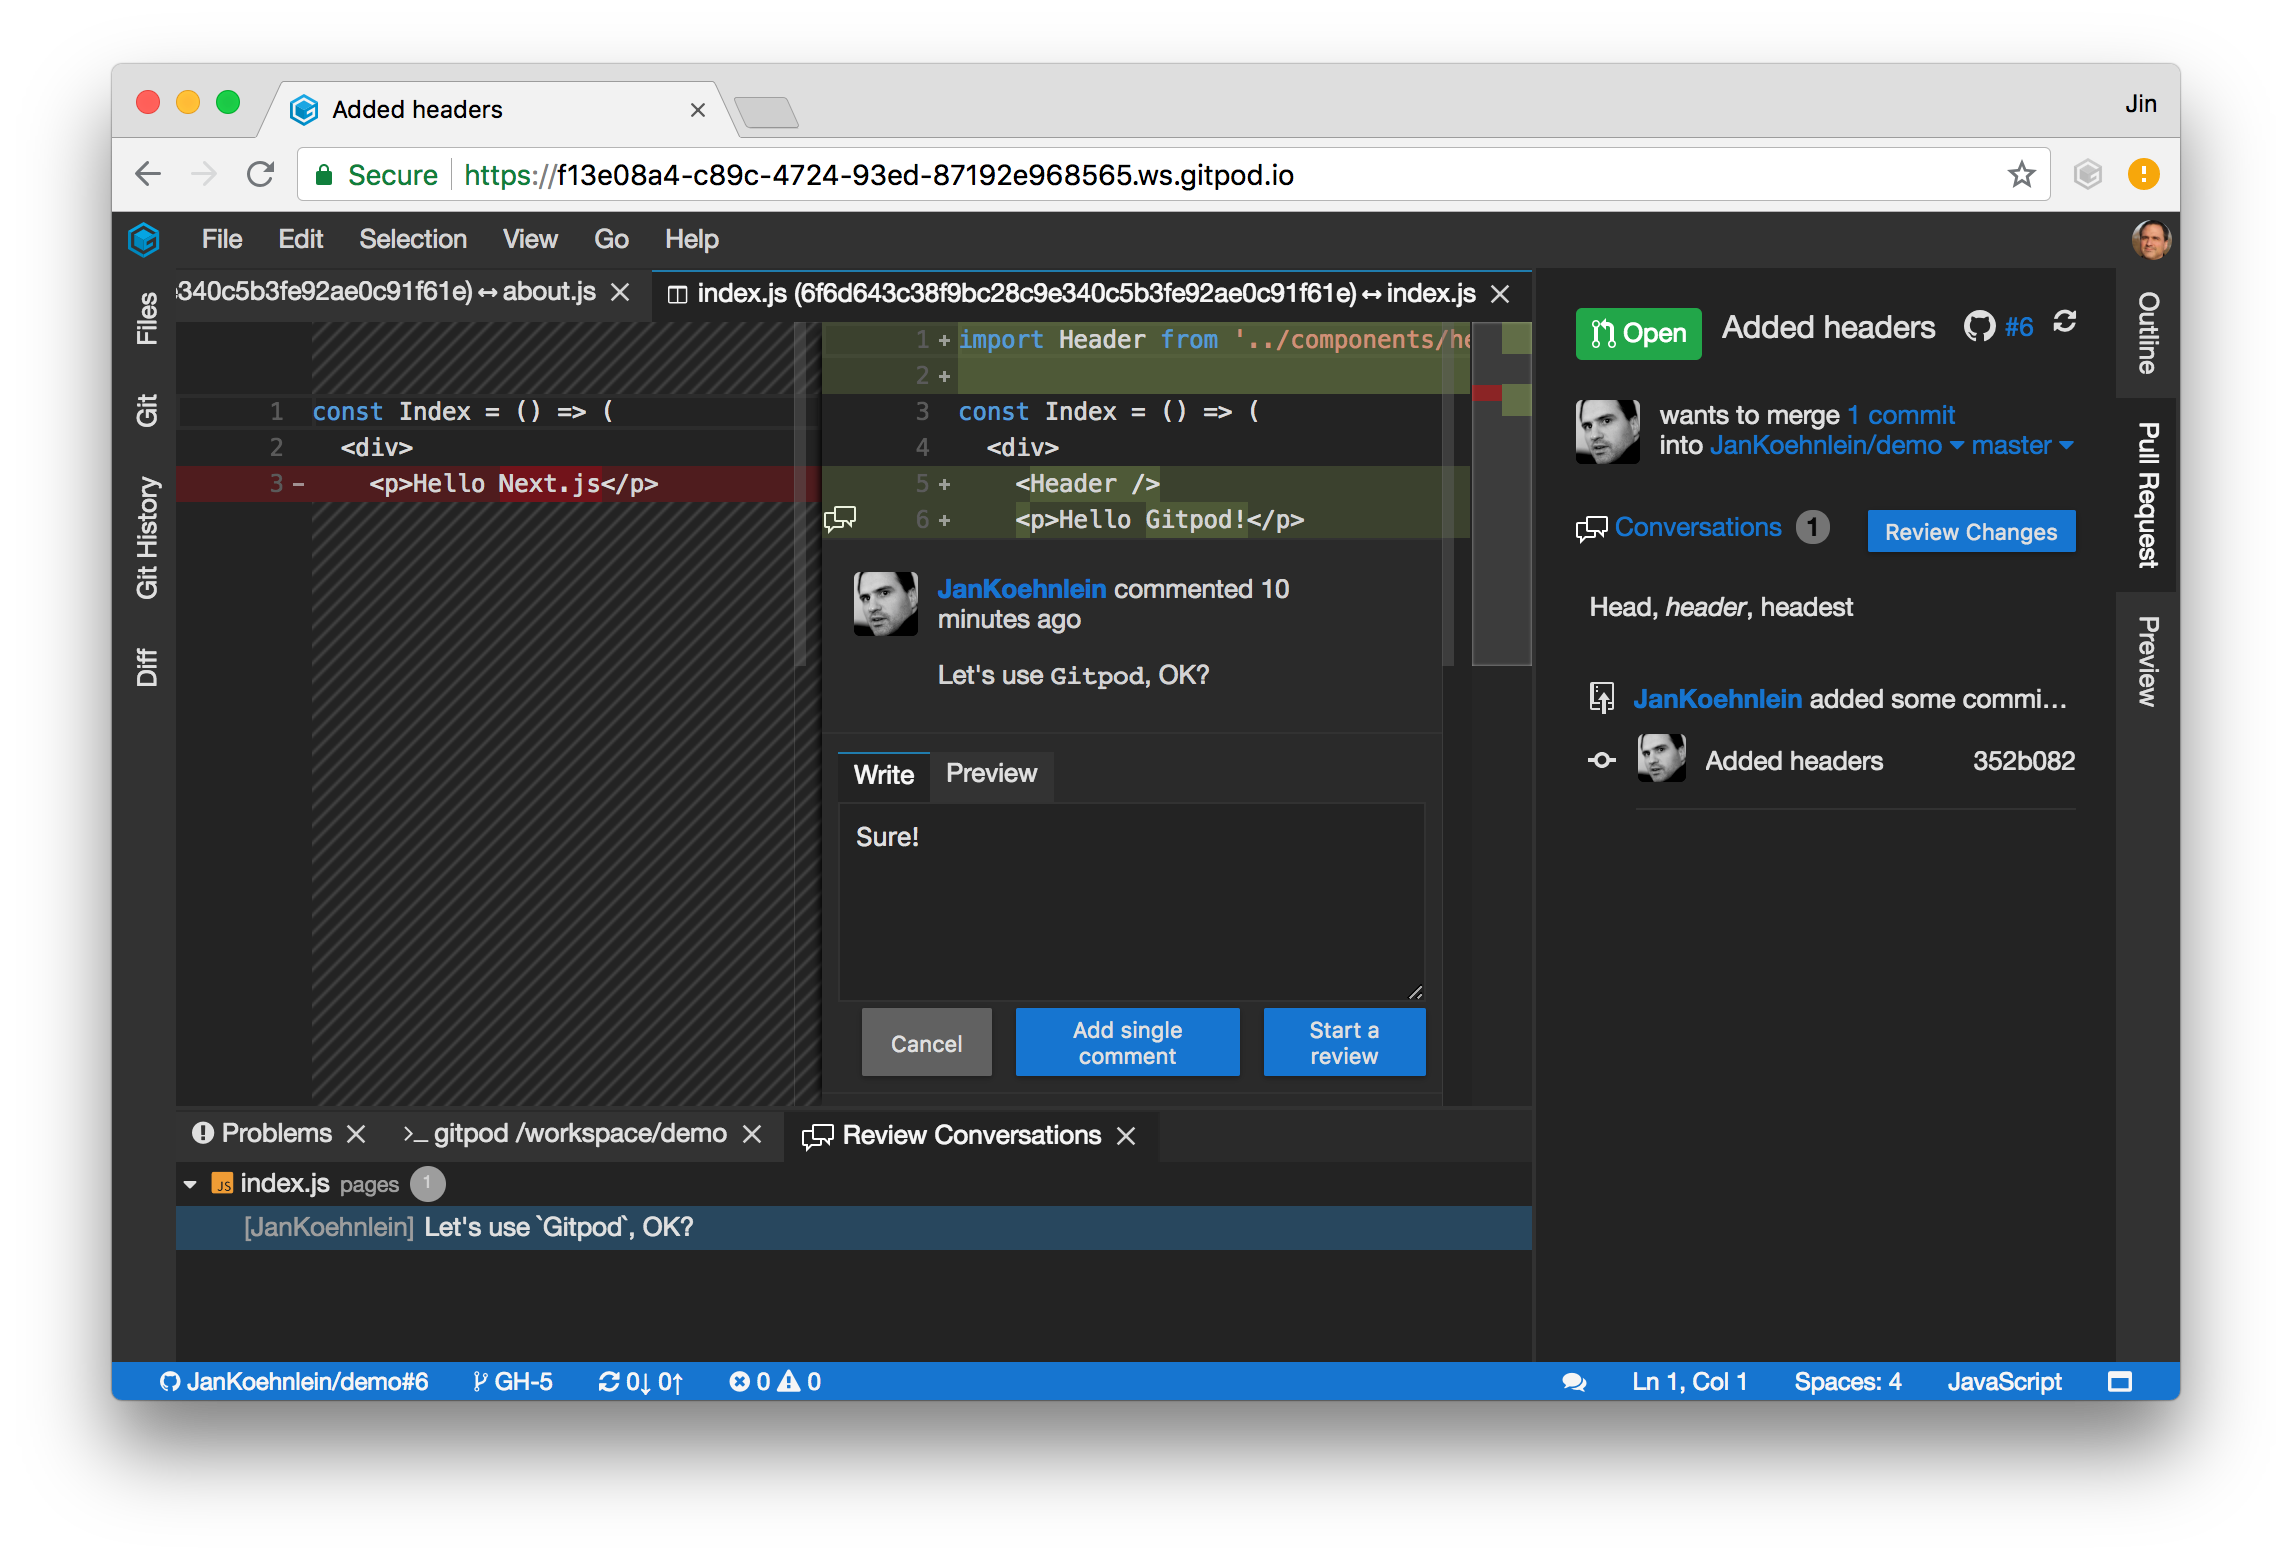 Added headers
Jin
Secure https://f13e08a4-c89c-4724-93ed-87192e968565.ws.gitpod.io
File Edit Selection View Go Help
Files
Git
Git History
Diff
340c5b3fe92ae0c91f61e) ↔ about.js
index.js (6f6d643c38f9bc28c9e340c5b3fe92ae0c91f61e) ↔ index.js
1 const Index = () => (
2 <div>
3 - <p>Hello Next.js</p>
1 + import Header from '../components/he
2 +
3 const Index = () => (
4 <div>
5 + <Header />
6 + <p>Hello Gitpod!</p>
JanKoehnlein commented 10
minutes ago
Let's use Gitpod, OK?
Write Preview
Sure!
Cancel
Add single
comment
Start a
review
Open Added headers #6
wants to merge 1 commit
into JanKoehnlein/demo master
Conversations 1
Review Changes
Head, header, headest
JanKoehnlein added some commi...
Added headers 352b082
Outline
Pull Request
Preview
Problems
>_ gitpod /workspace/demo
Review Conversations
JS index.js pages 1
[JanKoehnlein] Let's use `Gitpod`, OK?
JanKoehnlein/demo#6 GH-5 0↓ 0↑ 0 0
Ln 1, Col 1 Spaces: 4 JavaScript